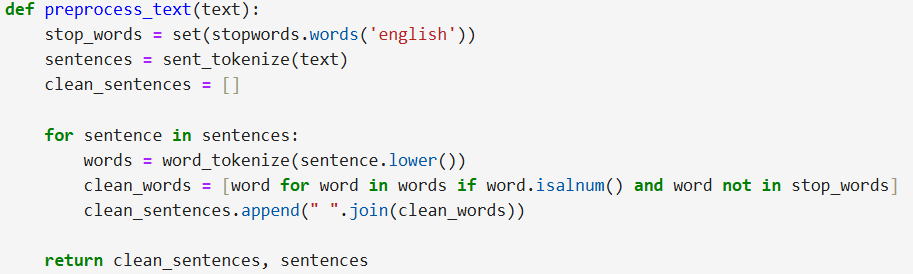 def preprocess_text(text):
    stop_words = set(stopwords.words('english'))
    sentences = sent_tokenize(text)
    clean_sentences = []

    for sentence in sentences:
        words = word_tokenize(sentence.lower())
        clean_words = [word for word in words if word.isalnum() and word not in stop_words]
        clean_sentences.append(" ".join(clean_words))

    return clean_sentences, sentences